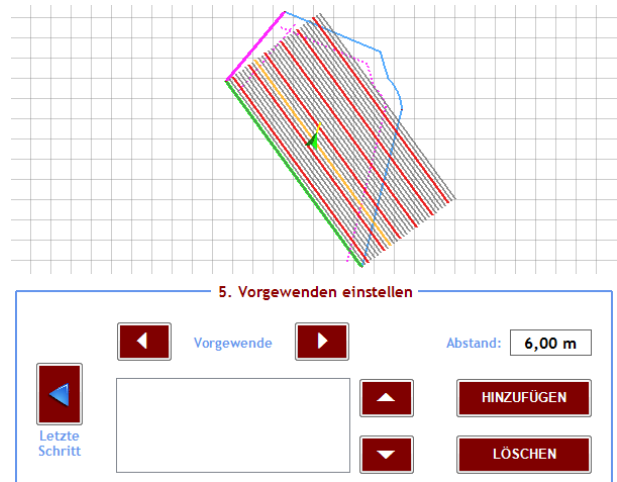 5. Vorgewenden einstellen
Vorgewende
Abstand: 6,00 m
HINZUFÜGEN
Letzte
Schritt
LÖSCHEN